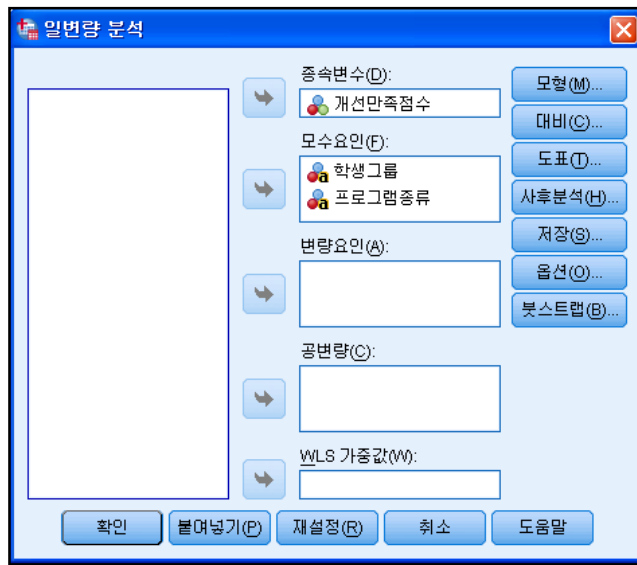 일변량 분석
종속변수(D):
개선만족점수
모수요인(F):
학생그룹
프로그램종류
변량요인(A):
공변량(C):
WLS 가중값(W):
모형(M)...
대비(C)...
도표(T)...
사후분석(H)...
저장(S)...
옵션(O)...
붓스트랩(B)...
확인 붙여넣기(P) 재설정(R) 취소 도움말